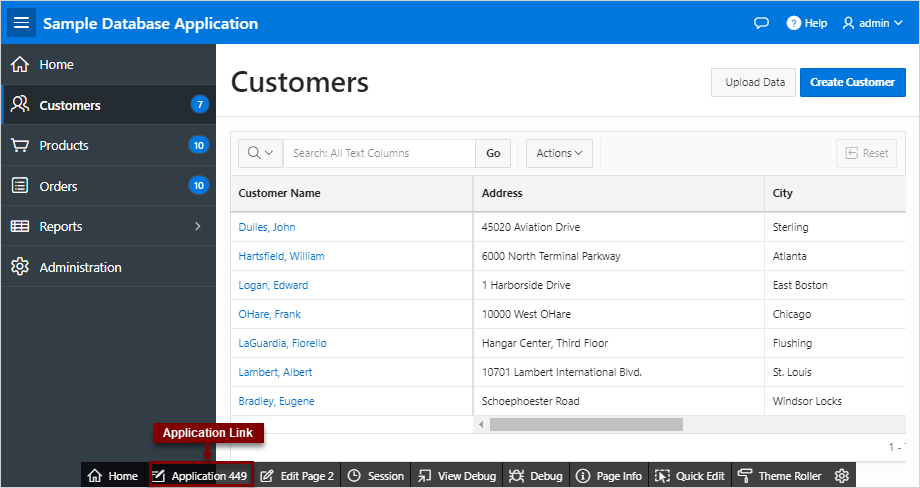 Sample Database Application
Help admin
Home
Customers 7
Products 10
Orders 10
Reports
Administration
Customers
Upload Data Create Customer
Search: All Text Columns Go Actions Reset
Customer Name Address City
Dulles, John 45020 Aviation Drive Sterling
Hartsfield, William 6000 North Terminal Parkway Atlanta
Logan, Edward 1 Harborside Drive East Boston
OHare, Frank 10000 West OHare Chicago
LaGuardia, Fiorello Hangar Center, Third Floor Flushing
Lambert, Albert 10701 Lambert International Blvd. St. Louis
Bradley, Eugene Schoephoester Road Windsor Locks
1 -
Application Link
Home Application 449 Edit Page 2 Session View Debug Debug Page Info Quick Edit Theme Roller